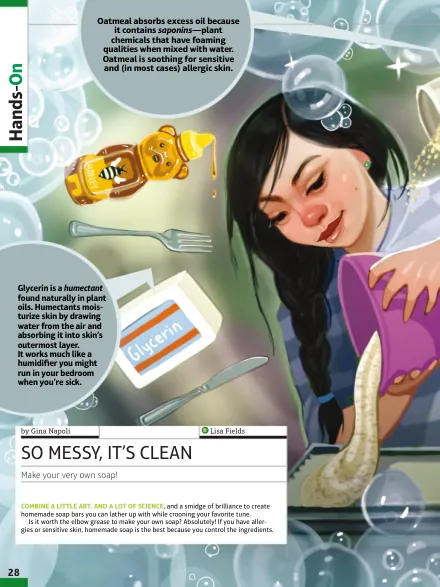 Oatmeal absorbs excess oil because
it contains saponins—plant
chemicals that have foaming
qualities when mixed with water.
Oatmeal is soothing for sensitive
and (in most cases) allergic skin.
Hands-On
HONEY
Glycerin is a humectant
found naturally in plant
oils. Humectants mois-
turize skin by drawing
water from the air and
absorbing it into skin's
outermost layer.
It works much like a
humidifier you might
run in your bedroom
when you're sick.
Glycerin
by Gina Napoli
Lisa Fields
SO MESSY, IT'S CLEAN
Make your very own soap!
COMBINE A LITTLE ART, AND A LOT OF SCIENCE, and a smidge of brilliance to create
homemade soap bars you can lather up with while crooning your favorite tune.
Is it worth the elbow grease to make your own soap? Absolutely! If you have aller-
gies or sensitive skin, homemade soap is the best because you control the ingredients.
28